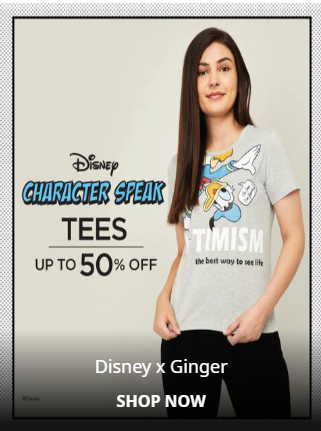 Disney
CHARACTER SPEAK
TEES
UP TO 50% OFF
TIMISM
the best way to see life
Disney x Ginger
SHOP NOW
©Disney